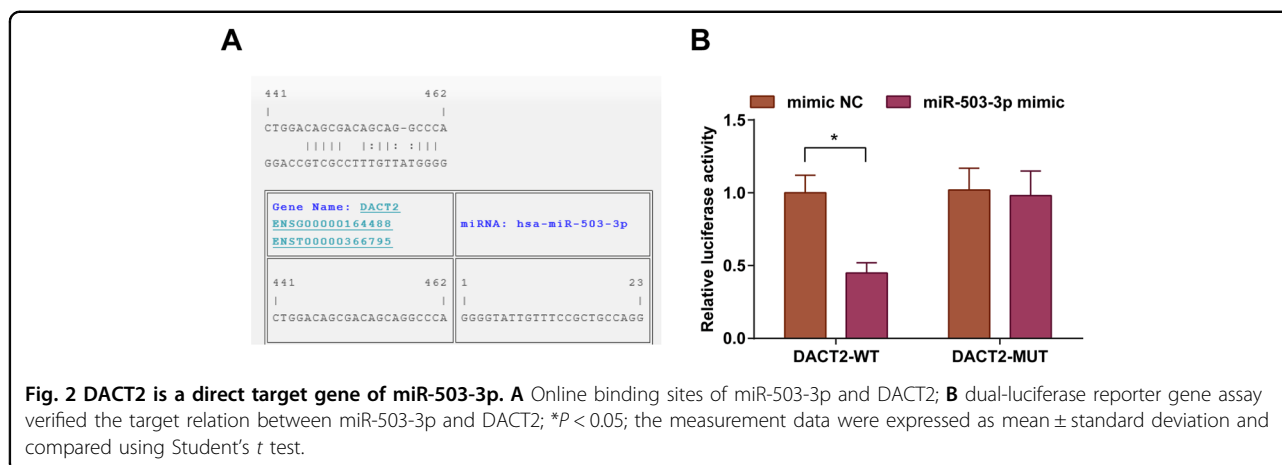 A
441 462
| |
CTGGACAGCGACAGCAG-GCCCA
||||| |:||: :|||
GGACCGTCGCCTTTGTTATGGGG
Gene Name: DACT2
ENSG00000164488
ENST00000366795
miRNA: hsa-miR-503-3p
441 462
| |
CTGGACAGCGACAGCAGGCCCA
1 23
| |
GGGGTATTGTTTCCGCTGCCAGG
B
mimic NC miR-503-3p mimic
Relative luciferase activity
1.5
1.0
0.5
0.0
*
DACT2-WT DACT2-MUT
Fig. 2 DACT2 is a direct target gene of miR-503-3p. A Online binding sites of miR-503-3p and DACT2; B dual-luciferase reporter gene assay
verified the target relation between miR-503-3p and DACT2; *P < 0.05; the measurement data were expressed as mean ± standard deviation and
compared using Student's t test.